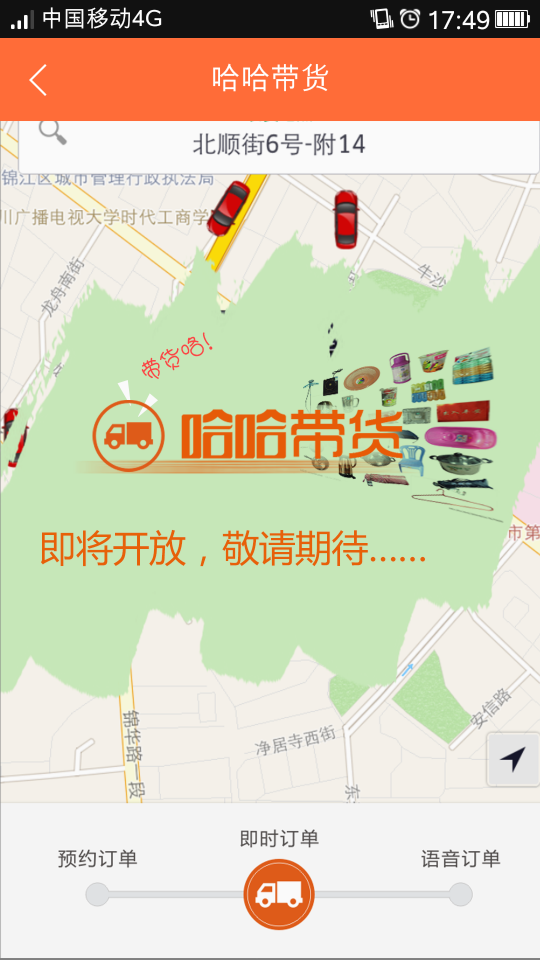 中国移动4G 17:49
哈哈带货
北顺街6号-附14
锦江区城市管理行政执法局
川广播电视大学时代工商学
龙舟南街
牛沙
带货咯!
哈哈带货
即将开放，敬请期待......
市第
锦华路一段
净居寺西街
安信路
东
即时订单
预约订单
语音订单